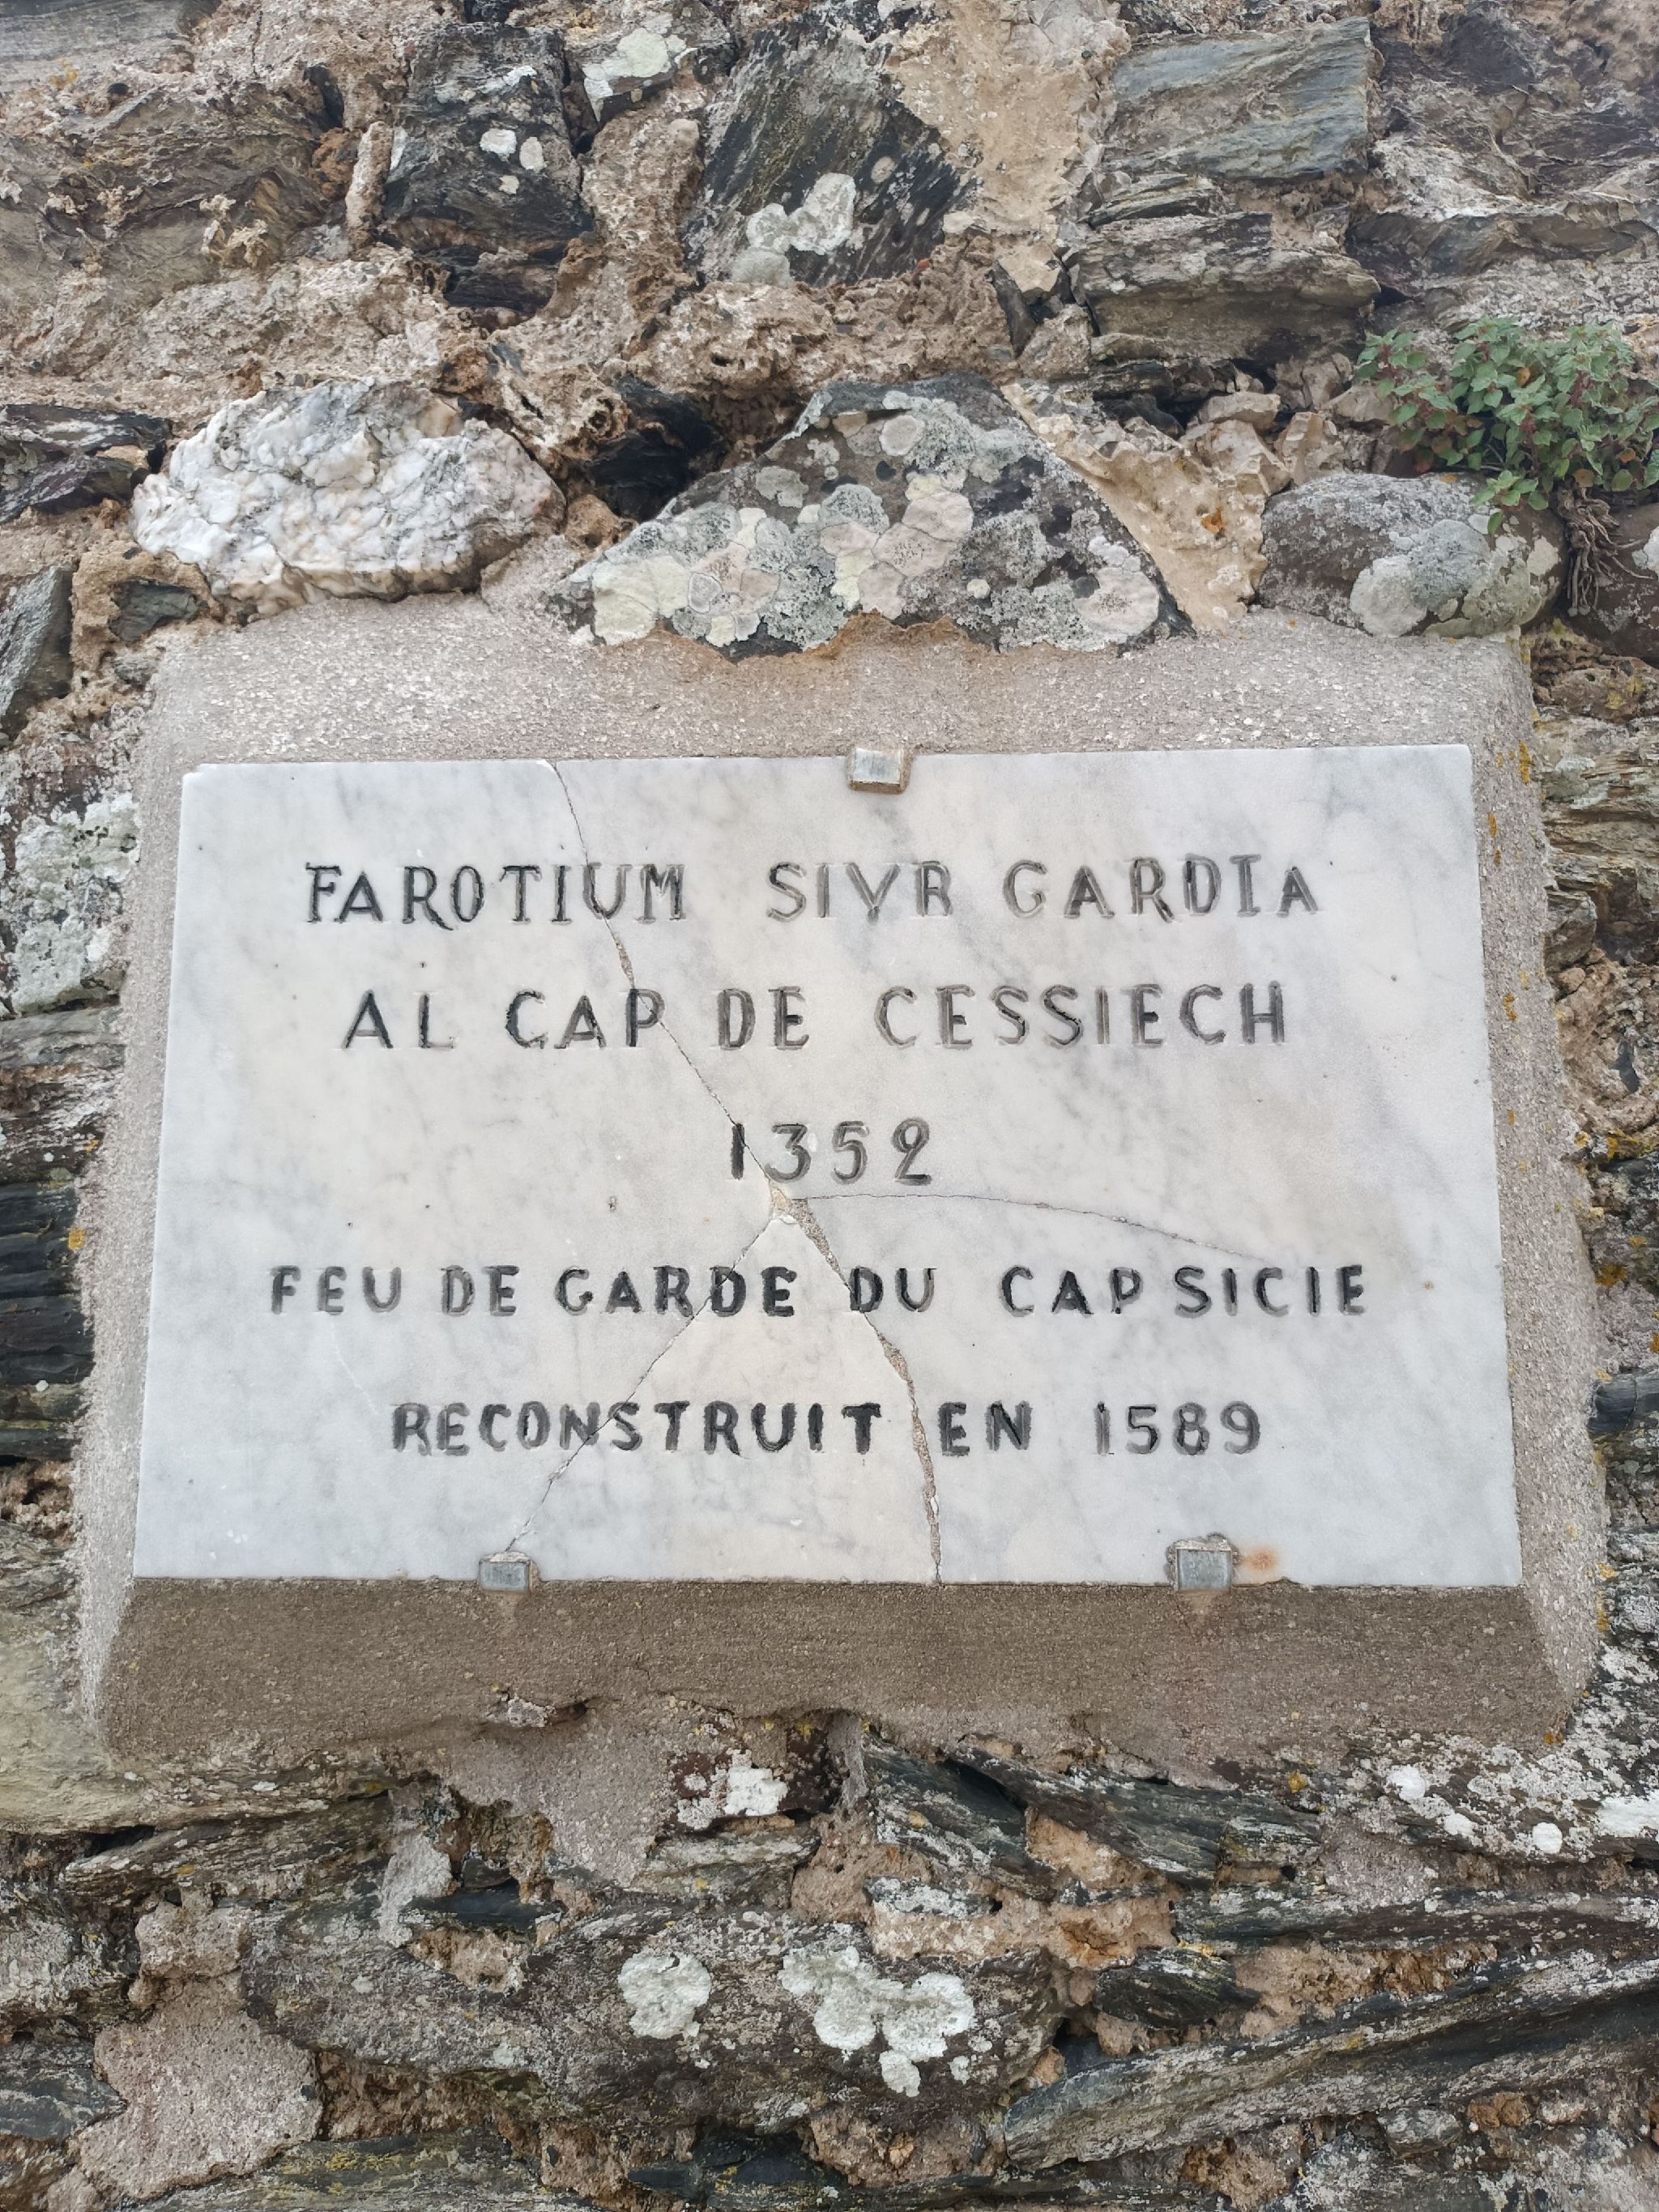 FAROTIUM SIVR GARDIA
AL CAP DE CESSIECH
1352
FEU DE GARDE DU CAP SICIE
RECONSTRUIT EN 1589